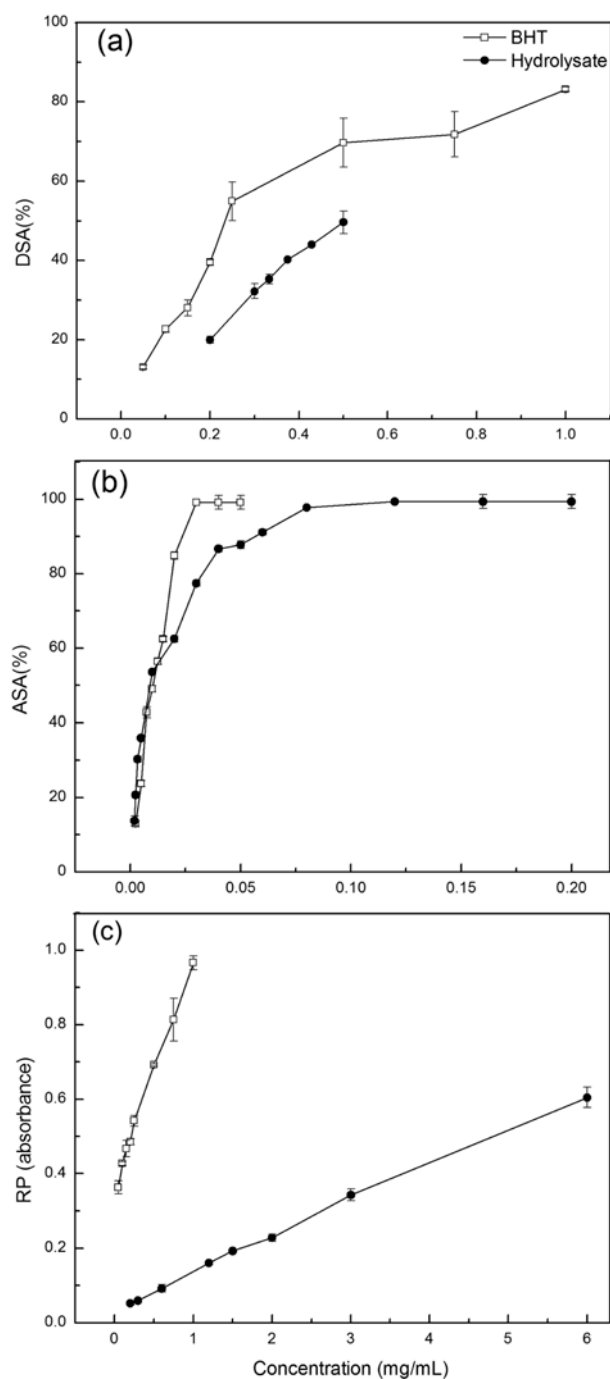 (a)
BHT
Hydrolysate
100
80
60
40
20
0
DSA(%)
0.0 0.2 0.4 0.6 0.8 1.0
(b)
100
80
60
40
20
0
ASA(%)
0.00 0.05 0.10 0.15 0.20
(c)
1.0
0.8
0.6
0.4
0.2
0.0
RP (absorbance)
0 1 2 3 4 5 6
Concentration (mg/mL)